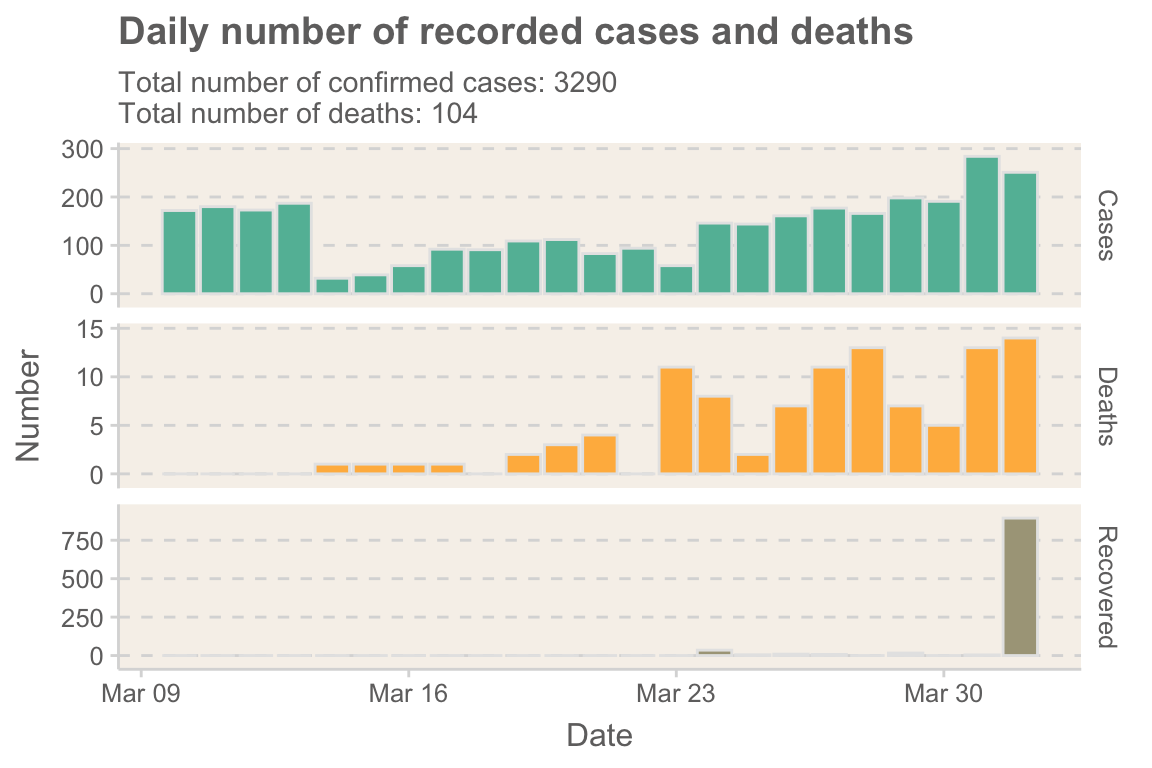 Daily number of recorded cases and deaths
Total number of confirmed cases: 3290
Total number of deaths: 104
300
200
100
0
Cases
15
10
5
0
Deaths
750
500
250
0
Recovered
Number
Mar 09 Mar 16 Mar 23 Mar 30
Date